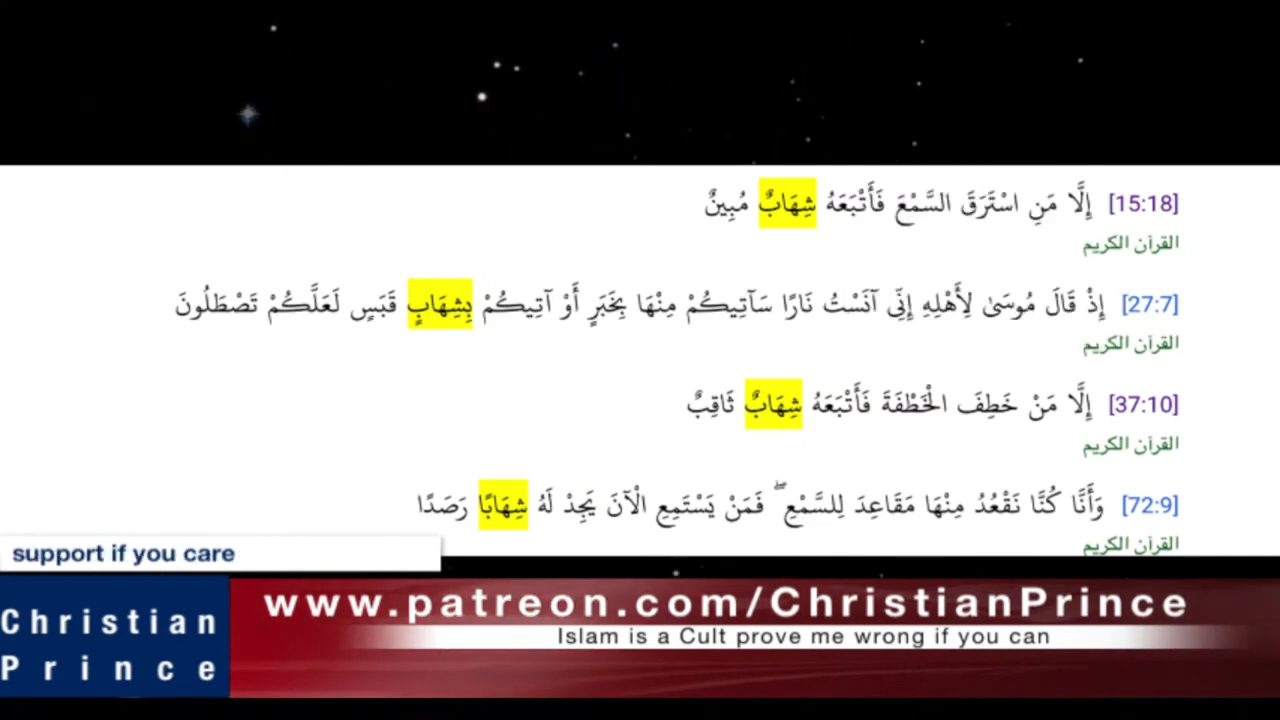 [15:18] إِلَّا مَنِ اسْتَرَقَ السَّمْعَ فَأَتْبَعَهُ شِهَابٌ مُبِينٌ
القرآن الكريم
[27:7] إِذْ قَالَ مُوسَىٰ لِأَهْلِهِ إِنِّي آنَسْتُ نَارًا سَآتِيكُمْ مِنْهَا بِخَبَرٍ أَوْ آتِيكُمْ بِشِهَابٍ قَبَسٍ لَعَلَّكُمْ تَصْطَلُونَ
القرآن الكريم
[37:10] إِلَّا مَنْ خَطِفَ الْخَطْفَةَ فَأَتْبَعَهُ شِهَابٌ ثَاقِبٌ
القرآن الكريم
[72:9] وَأَنَّا كُنَّا نَقْعُدُ مِنْهَا مَقَاعِدَ لِلسَّمْعِ ۖ فَمَنْ يَسْتَمِعِ الْآنَ يَجِدْ لَهُ شِهَابًا رَصَدًا
القرآن الكريم
support if you care
Christian
Prince
www.patreon.com/ChristianPrince
Islam is a Cult prove me wrong if you can